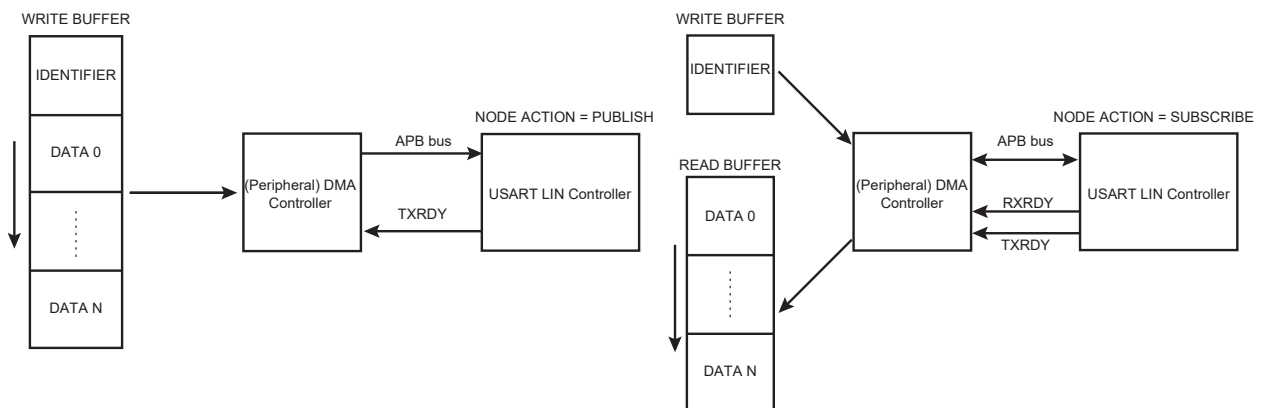 WRITE BUFFER
IDENTIFIER
DATA 0
DATA N
(Peripheral) DMA
Controller
APB bus
TXRDY
NODE ACTION = PUBLISH
USART LIN Controller
WRITE BUFFER
IDENTIFIER
READ BUFFER
DATA 0
DATA N
(Peripheral) DMA
Controller
APB bus
RXRDY
TXRDY
NODE ACTION = SUBSCRIBE
USART LIN Controller